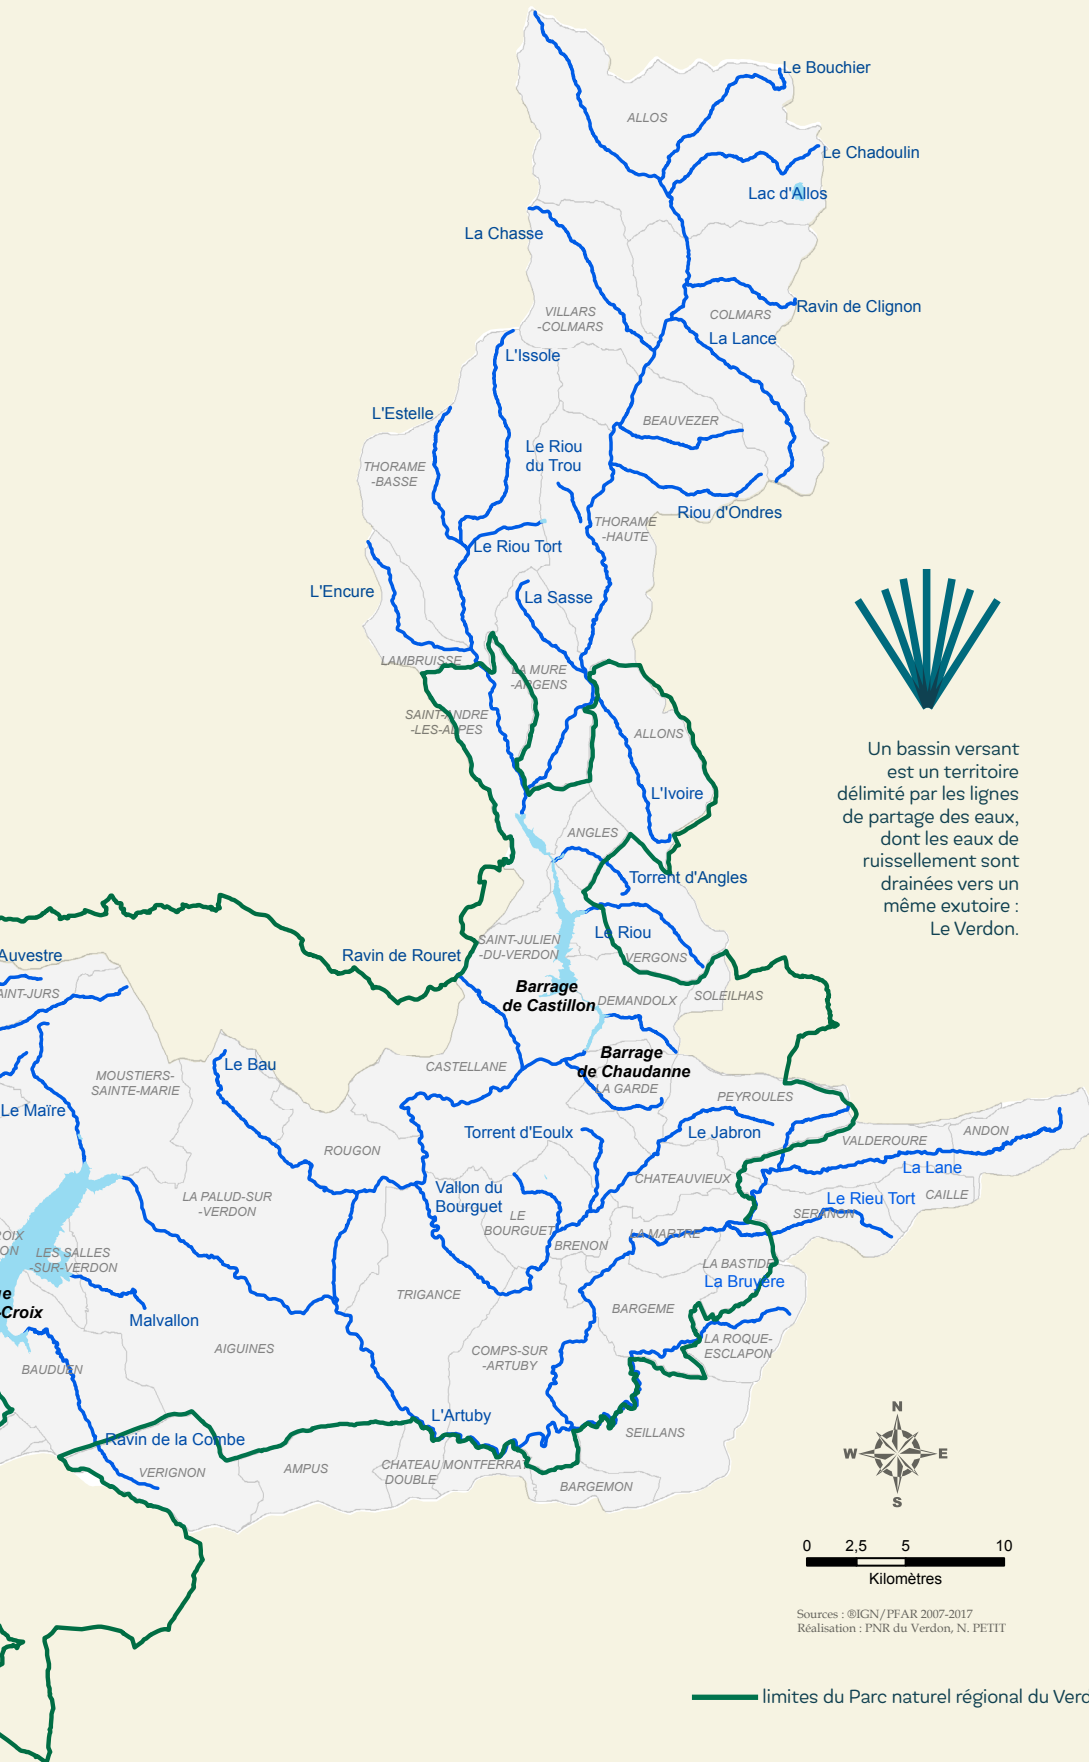 Le Bouchier
ALLOS
Le Chadoulin
Lac d'Allos
La Chasse
Ravin de Clignon
VILLARS
-COLMARS
COLMARS
La Lance
L'Issole
L'Estelle
BEAUVEZER
Le Riou
du Trou
THORAME
-BASSE
Riou d'Ondres
THORAME
-HAUTE
Le Riou Tort
L'Encure
La Sasse
LAMBRUISSE
LA MURE
-ARGENS
SAINT-ANDRE
-LES-ALPES
ALLONS
L'Ivoire
ANGLES
Un bassin versant
est un territoire
délimité par les lignes
de partage des eaux,
dont les eaux de
ruissellement sont
drainées vers un
même exutoire :
Le Verdon.
Torrent d'Angles
Le Riou
SAINT-JULIEN
-DU-VERDON
VERGONS
Ravin de Rouret
Auvestre
AINT-JURS
Barrage
de Castillon
DEMANDOLX
SOLEILHAS
Barrage
de Chaudanne
CASTELLANE
LA GARDE
Le Bau
MOUSTIERS-
SAINTE-MARIE
PEYROULES
Le Maïre
Torrent d'Eoulx
Le Jabron
VALDEROURE
ANDON
ROUGON
La Lane
CHATEAUVIEUX
Vallon du
Bourguet
LA PALUD-SUR
-VERDON
Le Rieu Tort
CAILLE
SERANON
LE
BOURGUET
LA MARTRE
BRENON
ROIX
ON
LES SALLES
-SUR-VERDON
LA BASTIDE
La Bruyère
TRIGANCE
BARGEME
ge
-Croix
Malvallon
AIGUINES
COMPS-SUR
-ARTUBY
LA ROQUE-
ESCLAPON
BAUDUEN
L'Artuby
SEILLANS
Ravin de la Combe
VERIGNON
AMPUS
CHATEAU
DOUBLE
MONTFERRAT
BARGEMON
N
W
E
S
0 2,5 5 10
Kilomètres
Sources : ®IGN/PFAR 2007-2017
Réalisation : PNR du Verdon, N. PETIT
limites du Parc naturel régional du Verd